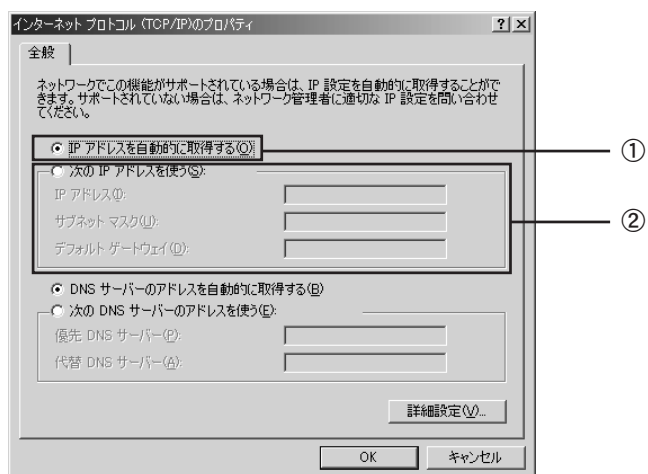 インターネット プロトコル (TCP/IP)のプロパティ
? ×
全般
ネットワークでこの機能がサポートされている場合は、IP 設定を自動的に取得することがで
きます。サポートされていない場合は、ネットワーク管理者に適切な IP 設定を問い合わせ
てください。
IP アドレスを自動的に取得する(O)
①
次の IP アドレスを使う(S):
IP アドレス(I):
サブネット マスク(U):
②
デフォルト ゲートウェイ(D):
DNS サーバーのアドレスを自動的に取得する(B)
次の DNS サーバーのアドレスを使う(E):
優先 DNS サーバー(P):
代替 DNS サーバー(A):
詳細設定(V)...
OK
キャンセル